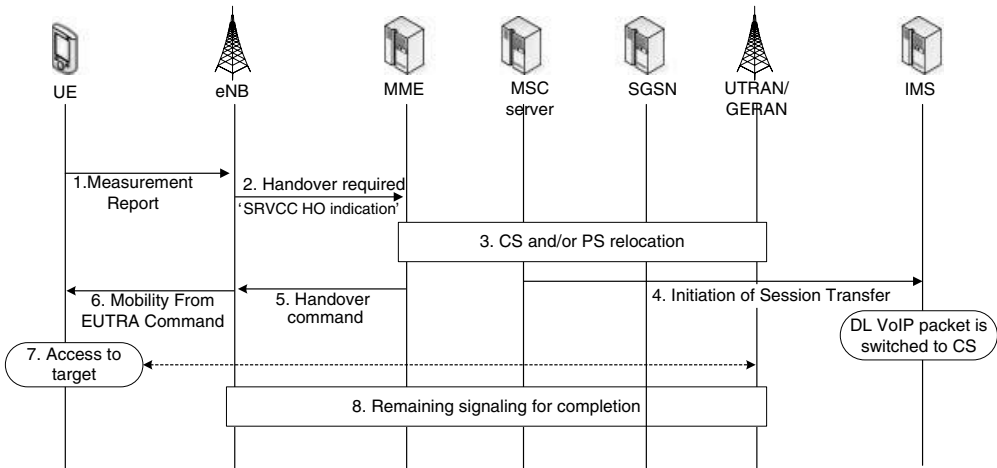 UE
eNB
MME
MSC
server
SGSN
UTRAN/
GERAN
IMS
1.Measurement
Report
2. Handover required
‘SRVCC HO indication’
3. CS and/or PS relocation
4. Initiation of Session Transfer
5. Handover
command
6. Mobility From
EUTRA Command
DL VoIP packet is
switched to CS
7. Access to
target
8. Remaining signaling for completion